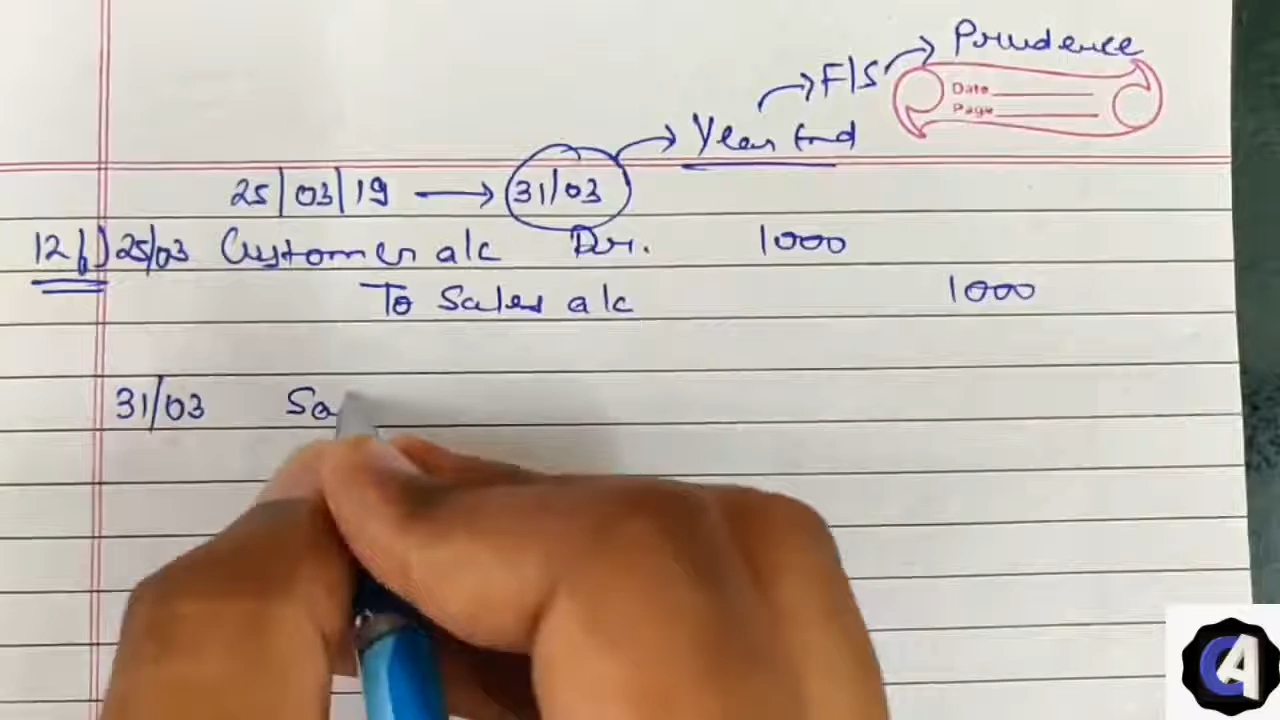 Prudence
F/S
Date
Page
Year End
25/03/19 → 31/03
12 b) 25/03 Customer a/c Dr. 1000
To Sales a/c 1000
31/03 Sa
CA